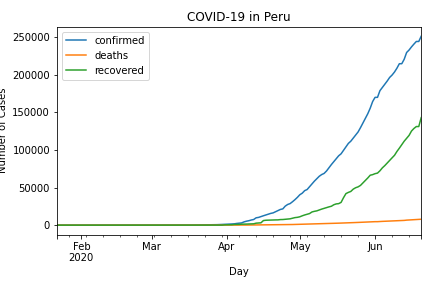 COVID-19 in Peru
confirmed
deaths
recovered
250000
200000
150000
100000
50000
0
Number of Cases
Feb Mar Apr May Jun
2020
Day